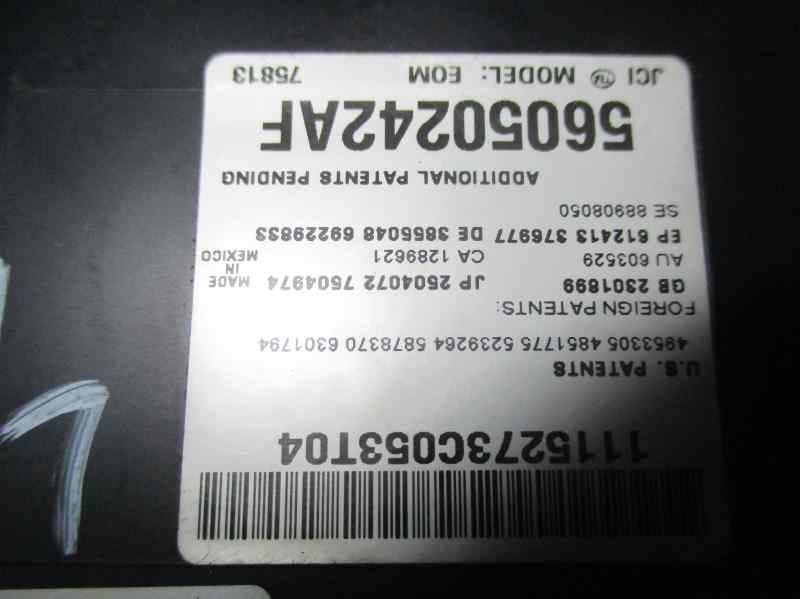 1115273C053T04
U.S. PATENTS
4953305 4851775 5239264 5878370 6301794
FOREIGN PATENTS:
GB 2301899 JP 2504072 7504974
AU 603529 CA 1289621
MADE
IN
MEXICO
EP 612413 376977 DE 3855048 69229833
SE 88908050
ADDITIONAL PATENTS PENDING
56050242AF
JCI MODEL: EOM 75813